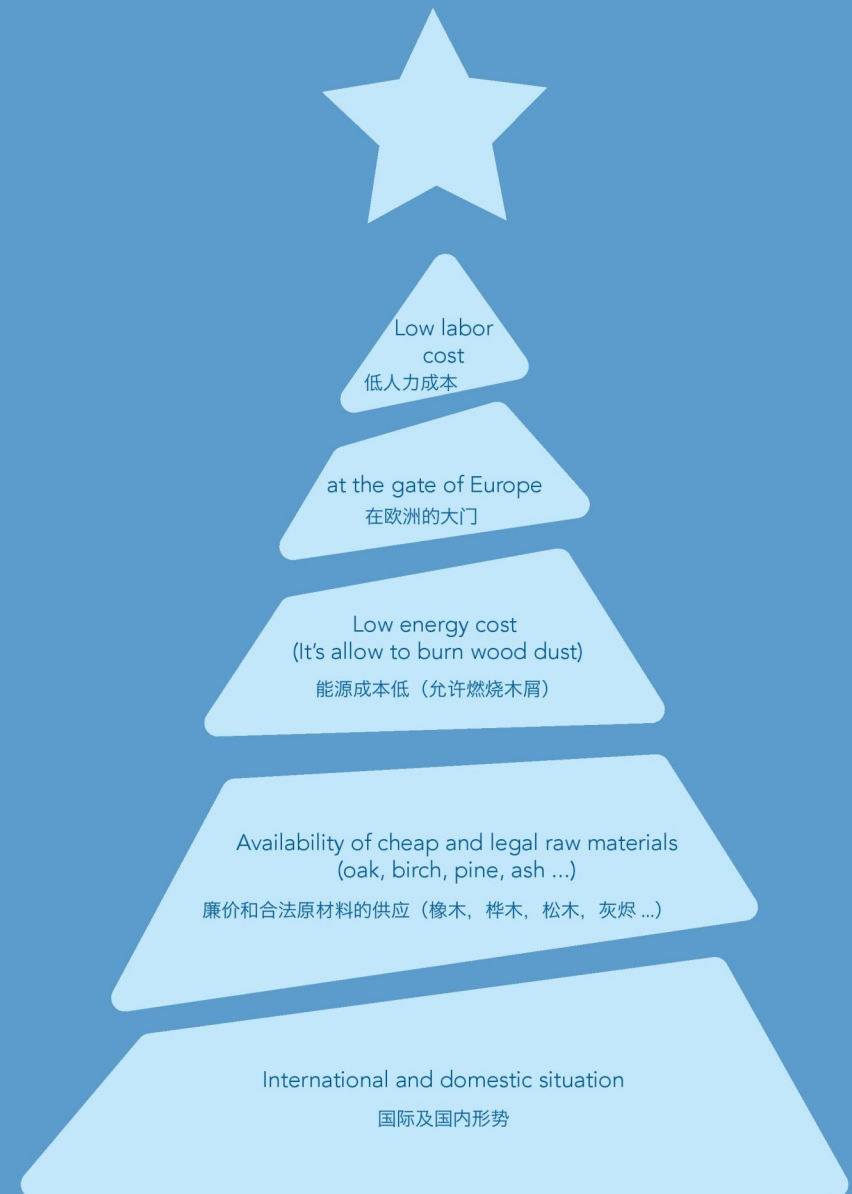 Low labor
cost
低人力成本
at the gate of Europe
在欧洲的大门
Low energy cost
(It's allow to burn wood dust)
能源成本低（允许燃烧木屑）
Availability of cheap and legal raw materials
(oak, birch, pine, ash ...)
廉价和合法原材料的供应（橡木，桦木，松木，灰烬 ...）
International and domestic situation
国际及国内形势